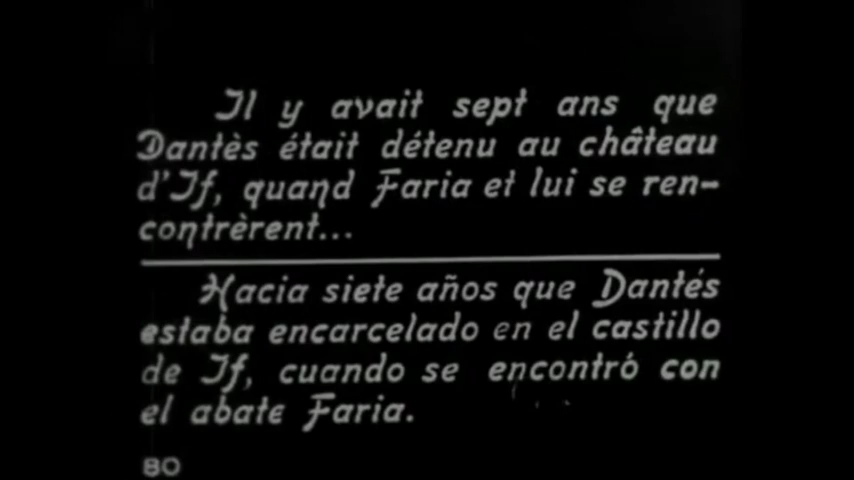 Il y avait sept ans que
Dantès était détenu au château
d'If, quand Faria et lui se ren-
contrèrent...
Hacia siete años que Dantés
estaba encarcelado en el castillo
de If, cuando se encontró con
el abate Faria.
80